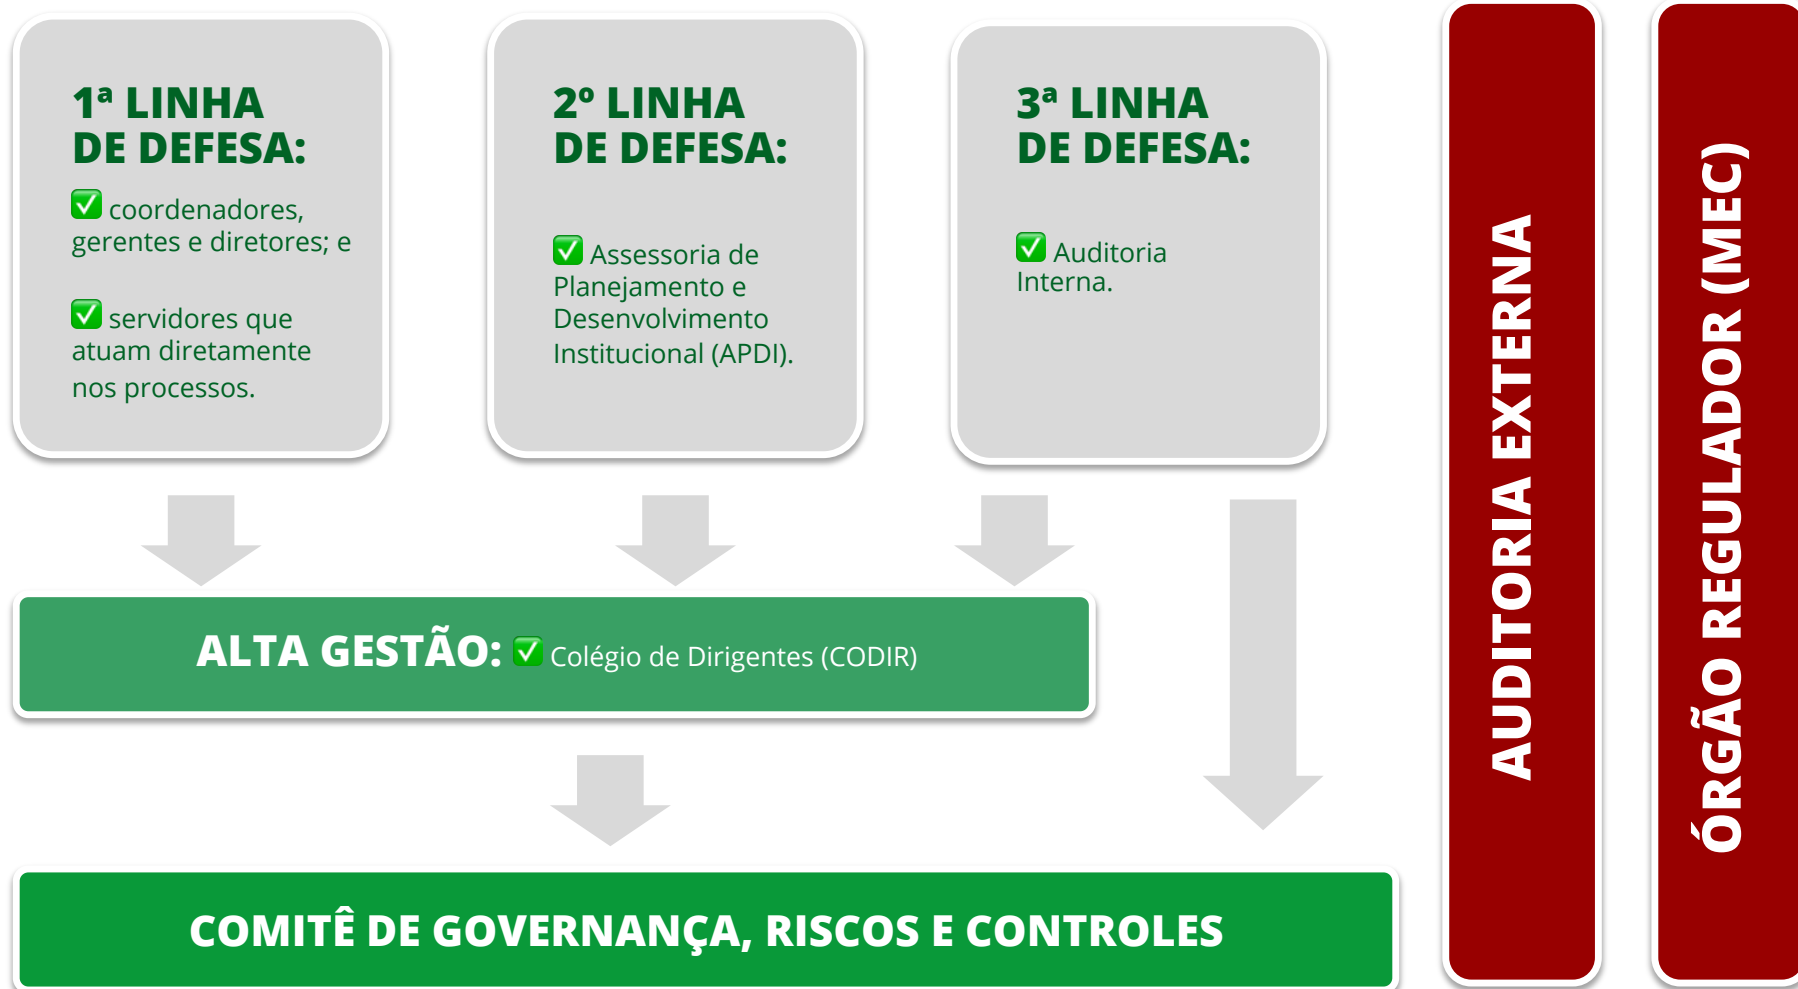 1ª LINHA
DE DEFESA:
✅ coordenadores,
gerentes e diretores; e
✅ servidores que
atuam diretamente
nos processos.
2º LINHA
DE DEFESA:
✅ Assessoria de
Planejamento e
Desenvolvimento
Institucional (APDI).
3ª LINHA
DE DEFESA:
✅ Auditoria
Interna.
ALTA GESTÃO: ✅ Colégio de Dirigentes (CODIR)
COMITÊ DE GOVERNANÇA, RISCOS E CONTROLES
AUDITORIA EXTERNA
ÓRGÃO REGULADOR (MEC)